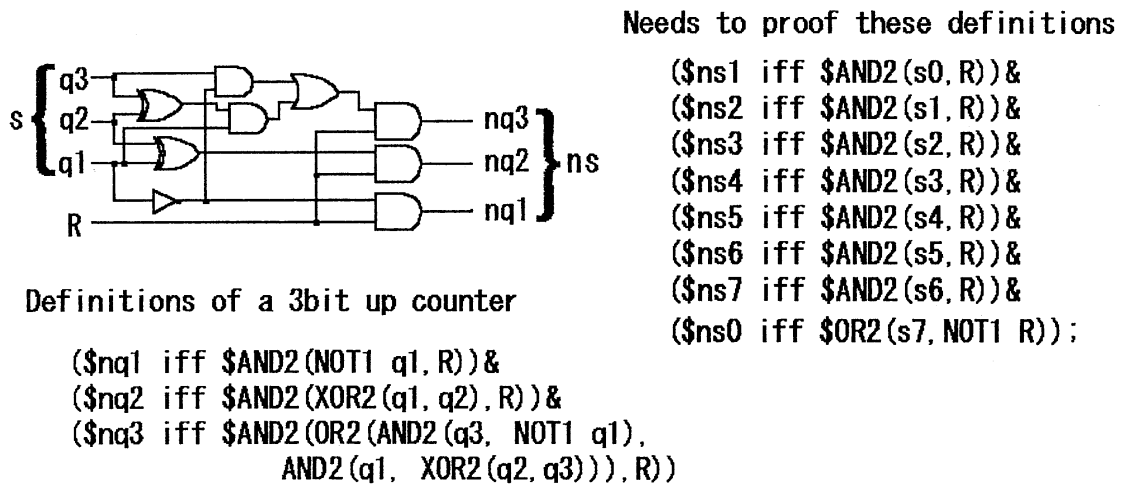 q3
q2
s
q1
R
nq3
nq2
ns
nq1
Definitions of a 3bit up counter
($nq1 iff $AND2(NOT1 q1,R))&
($nq2 iff $AND2(XOR2(q1,q2),R))&
($nq3 iff $AND2(OR2(AND2(q3, NOT1 q1),
AND2(q1, XOR2(q2,q3))),R))
Needs to proof these definitions
($ns1 iff $AND2(s0,R))&
($ns2 iff $AND2(s1,R))&
($ns3 iff $AND2(s2,R))&
($ns4 iff $AND2(s3,R))&
($ns5 iff $AND2(s4,R))&
($ns6 iff $AND2(s5,R))&
($ns7 iff $AND2(s6,R))&
($ns0 iff $OR2(s7,NOT1 R));